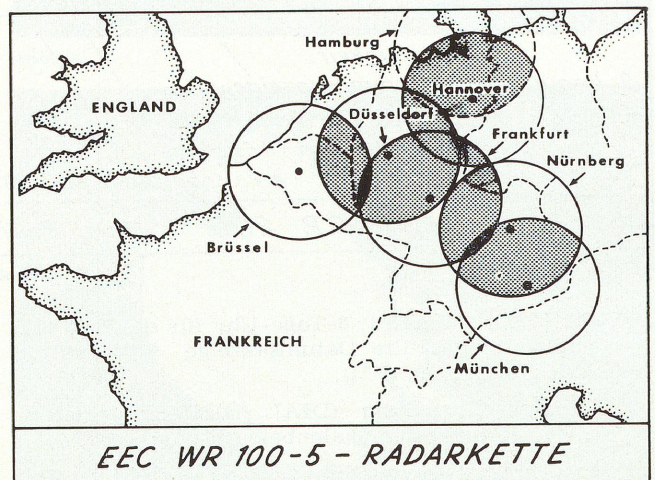 Hamburg
ENGLAND
Hannover
Düsseldorf
Frankfurt
Nürnberg
Brüssel
FRANKREICH
München
EEC WR 100-5 - RADARKETTE